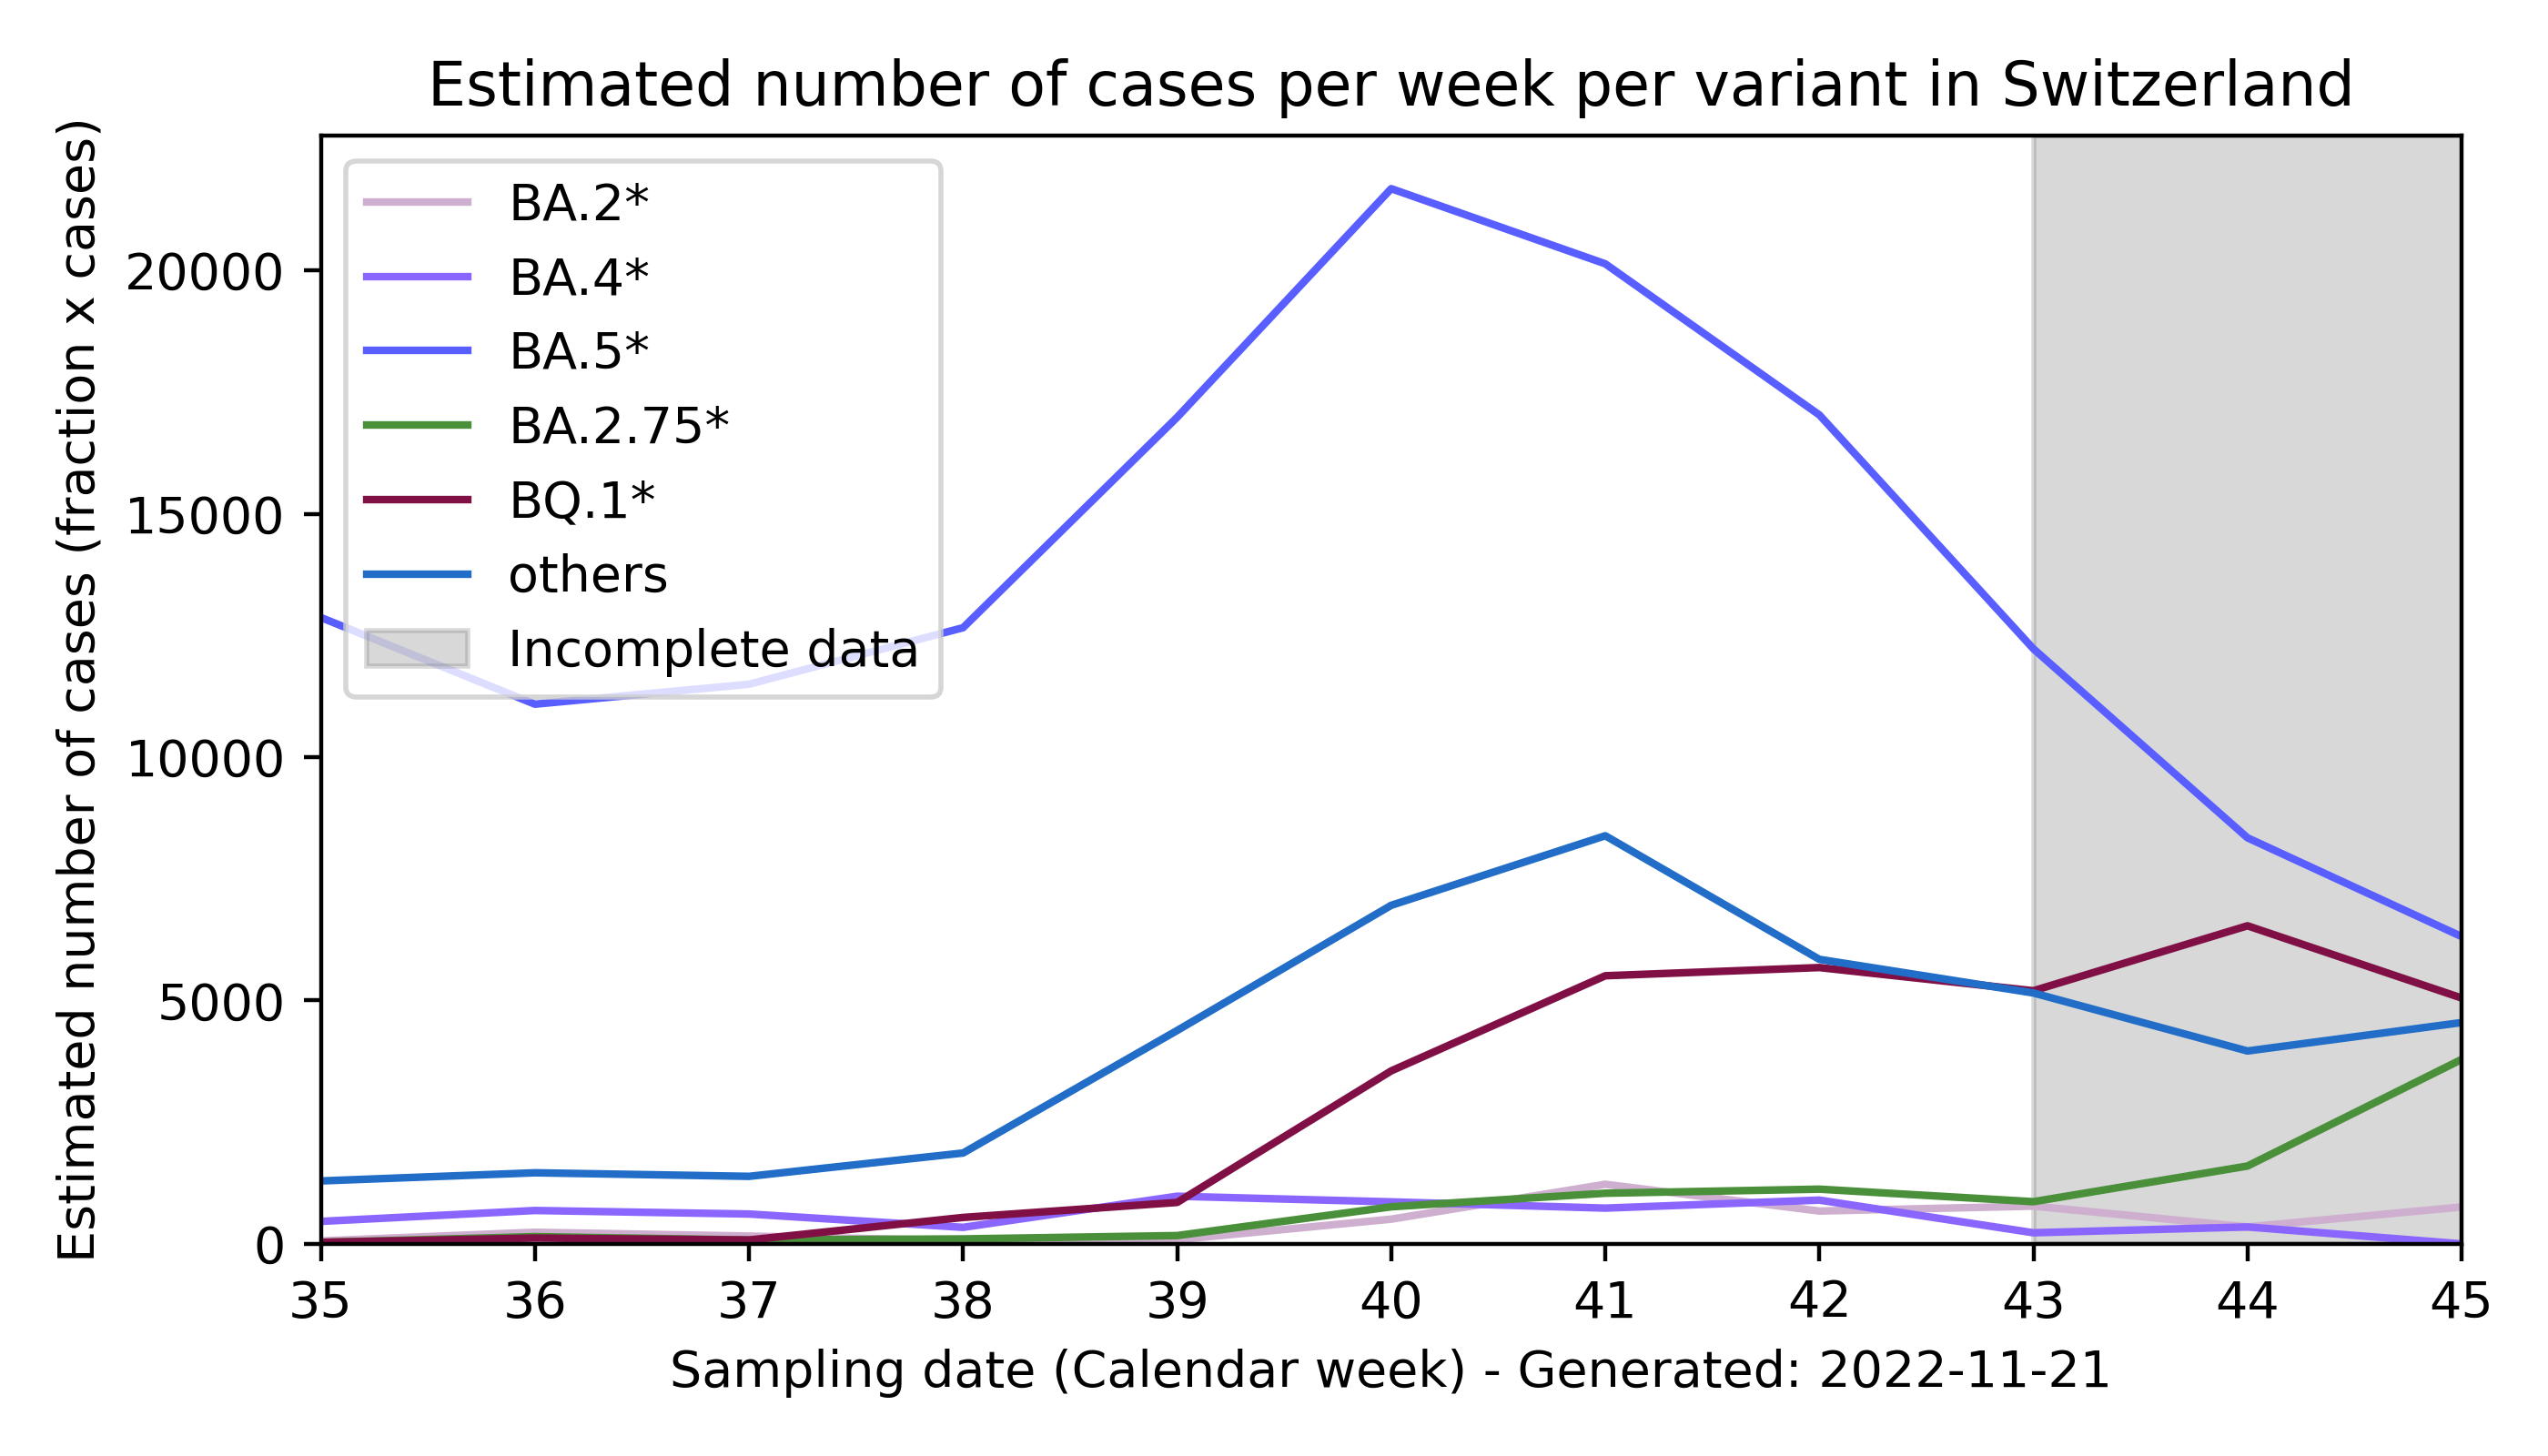 Estimated number of cases per week per variant in Switzerland
Estimated number of cases (fraction x cases)
20000
15000
10000
5000
0
BA.2*
BA.4*
BA.5*
BA.2.75*
BQ.1*
others
Incomplete data
35 36 37 38 39 40 41 42 43 44 45
Sampling date (Calendar week) - Generated: 2022-11-21